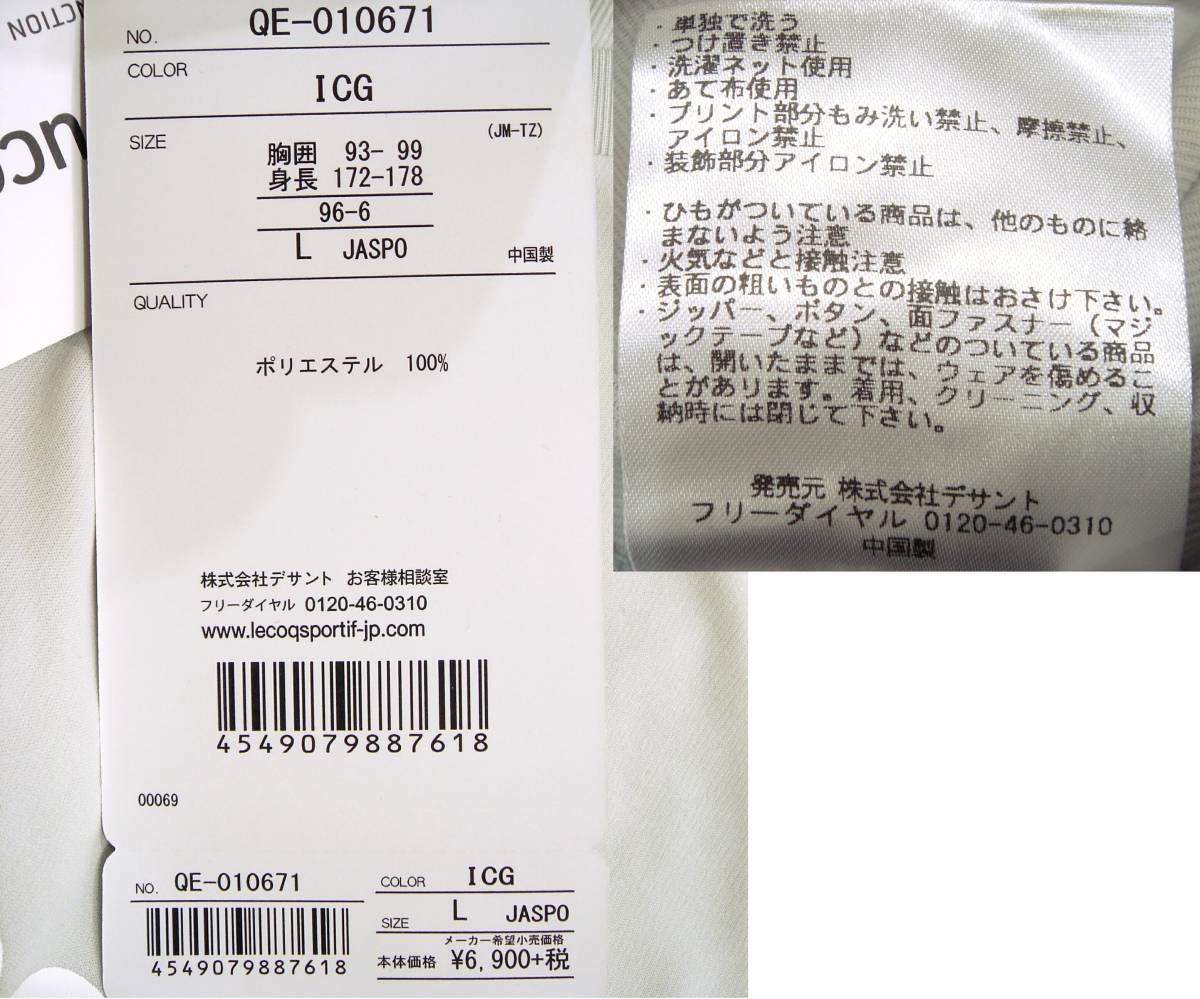 NO. QE-010671
COLOR
ICG
SIZE
(JM-TZ)
胸囲 93- 99
身長 172-178
96-6
L JASPO
中国製
QUALITY
ポリエステル 100%
株式会社デサント お客様相談室
フリーダイヤル 0120-46-0310
www.lecoqsportif-jp.com
4549079887618
00069
NO. QE-010671
4549079887618
COLOR ICG
SIZE L JASPO
メーカー希望小売価格
本体価格 ¥6,900+税
・単独で洗う
・つけ置き禁止
・洗濯ネット使用
・あて布使用
・プリント部分もみ洗い禁止、摩擦禁止、
アイロン禁止
・装飾部分アイロン禁止
・ひもがついている商品は、他のものに絡
まないよう注意
・火気などと接触注意
・表面の粗いものとの接触はおさけ下さい。
・ジッパー、ボタン、面ファスナー（マジ
ックテープなど）などのついている商品
は、開いたままでは、ウェアを傷めるこ
とがあります。着用、クリーニング、収
納時には閉じて下さい。
発売元 株式会社デサント
フリーダイヤル 0120-46-0310
中国製